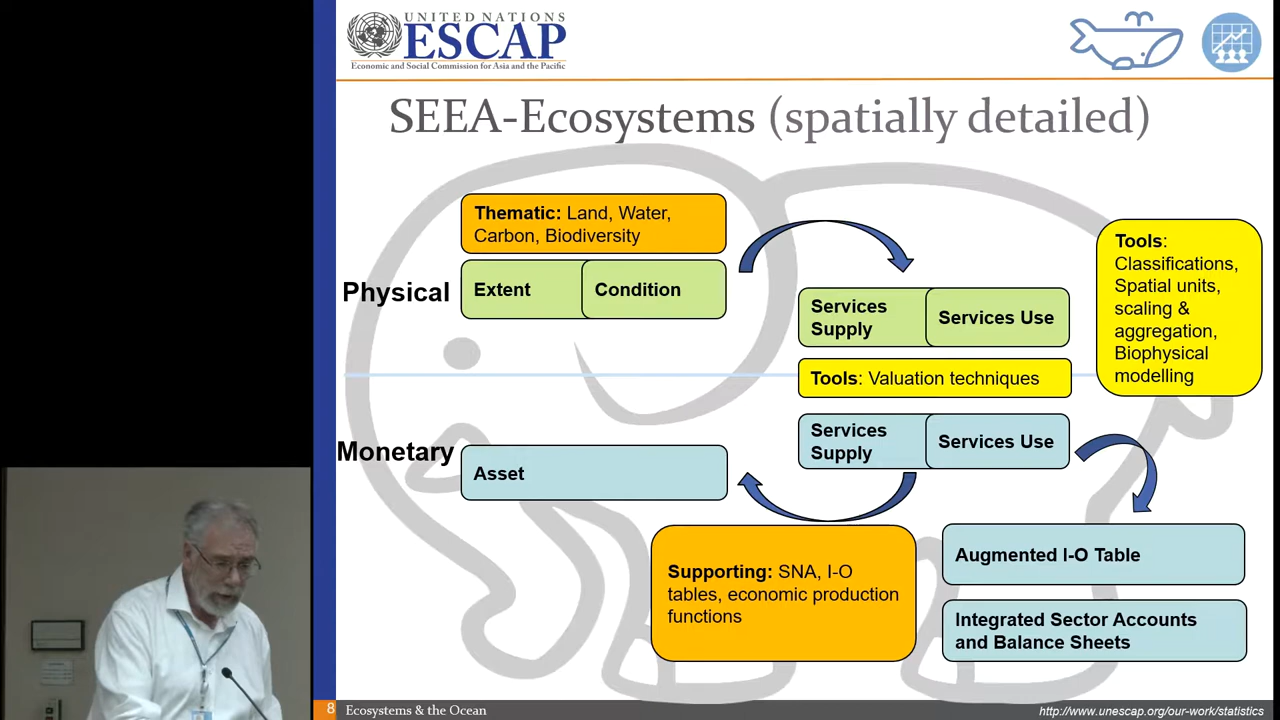 UNITED NATIONS
ESCAP
Economic and Social Commission for Asia and the Pacific
SEEA-Ecosystems (spatially detailed)
Thematic: Land, Water,
Carbon, Biodiversity
Physical
Extent
Condition
Services
Supply
Services Use
Tools:
Classifications,
Spatial units,
scaling &
aggregation,
Biophysical
modelling
Tools: Valuation techniques
Monetary
Asset
Services
Supply
Services Use
Supporting: SNA, I-O
tables, economic production
functions
Augmented I-O Table
Integrated Sector Accounts
and Balance Sheets
8
Ecosystems & the Ocean
http://www.unescap.org/our-work/statistics